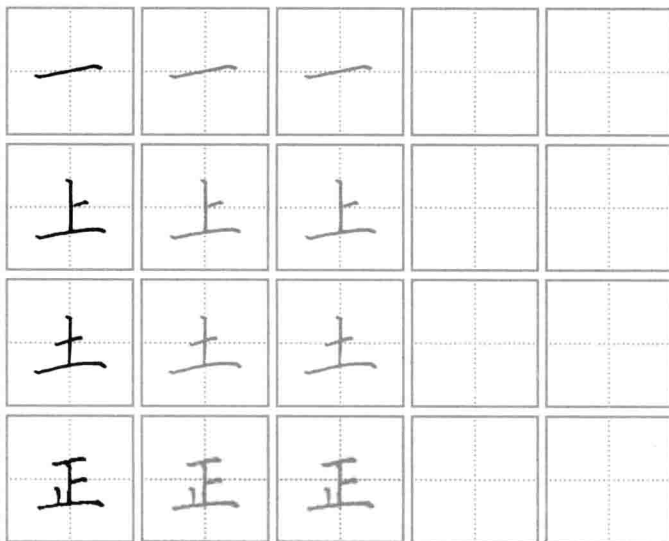 一 一 一
上 上 上
土 土 土
正 正 正